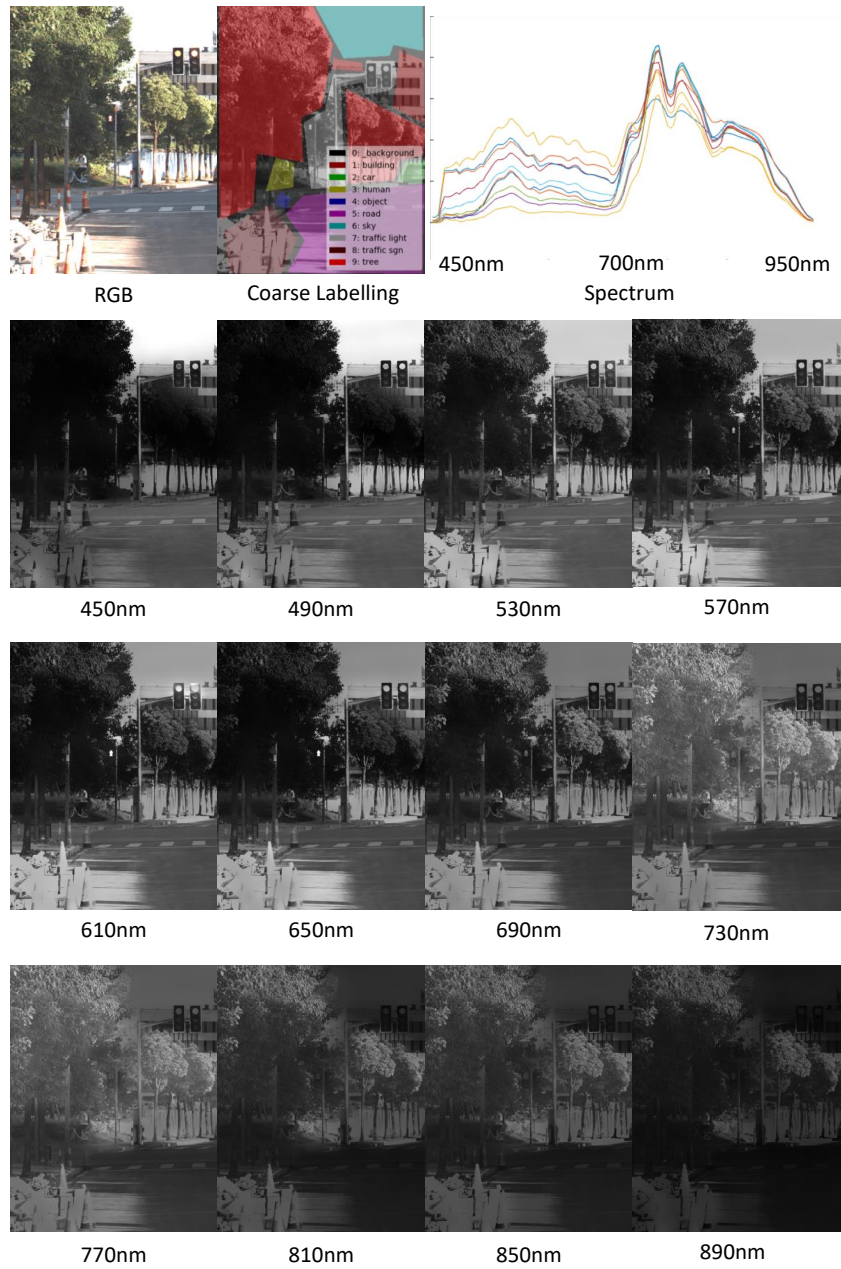 0: _background
1: building
2: car
3: human
4: object
5: road
6: sky
7: traffic light
8: traffic sgn
9: tree
450nm 700nm 950nm
RGB Coarse Labelling Spectrum
450nm 490nm 530nm 570nm
610nm 650nm 690nm 730nm
770nm 810nm 850nm 890nm